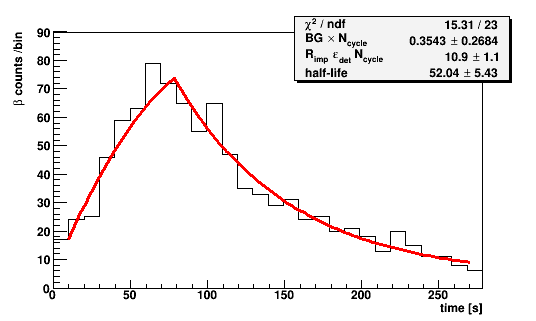 χ² / ndf 15.31 / 23
BG × N_cycle 0.3543 ± 0.2684
R_imp ε_det N_cycle 10.9 ± 1.1
half-life 52.04 ± 5.43
β counts /bin
90
80
70
60
50
40
30
20
10
0
0 50 100 150 200 250
time [s]